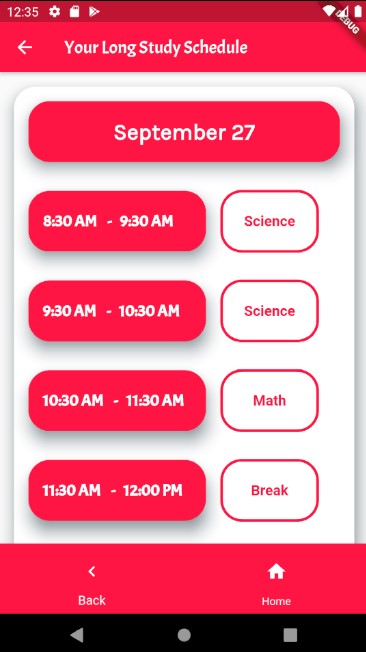 12:35
DEBUG
Your Long Study Schedule
September 27
8:30 AM - 9:30 AM
Science
9:30 AM - 10:30 AM
Science
10:30 AM - 11:30 AM
Math
11:30 AM - 12:00 PM
Break
Back
Home